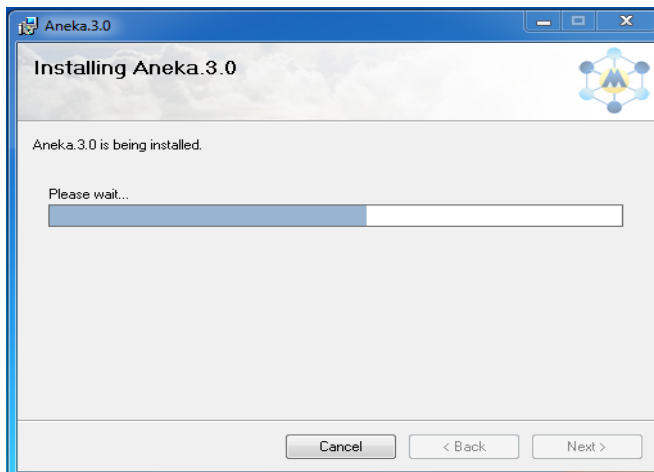 Aneka.3.0
Installing Aneka.3.0
Aneka.3.0 is being installed.
Please wait...
Cancel
< Back
Next >